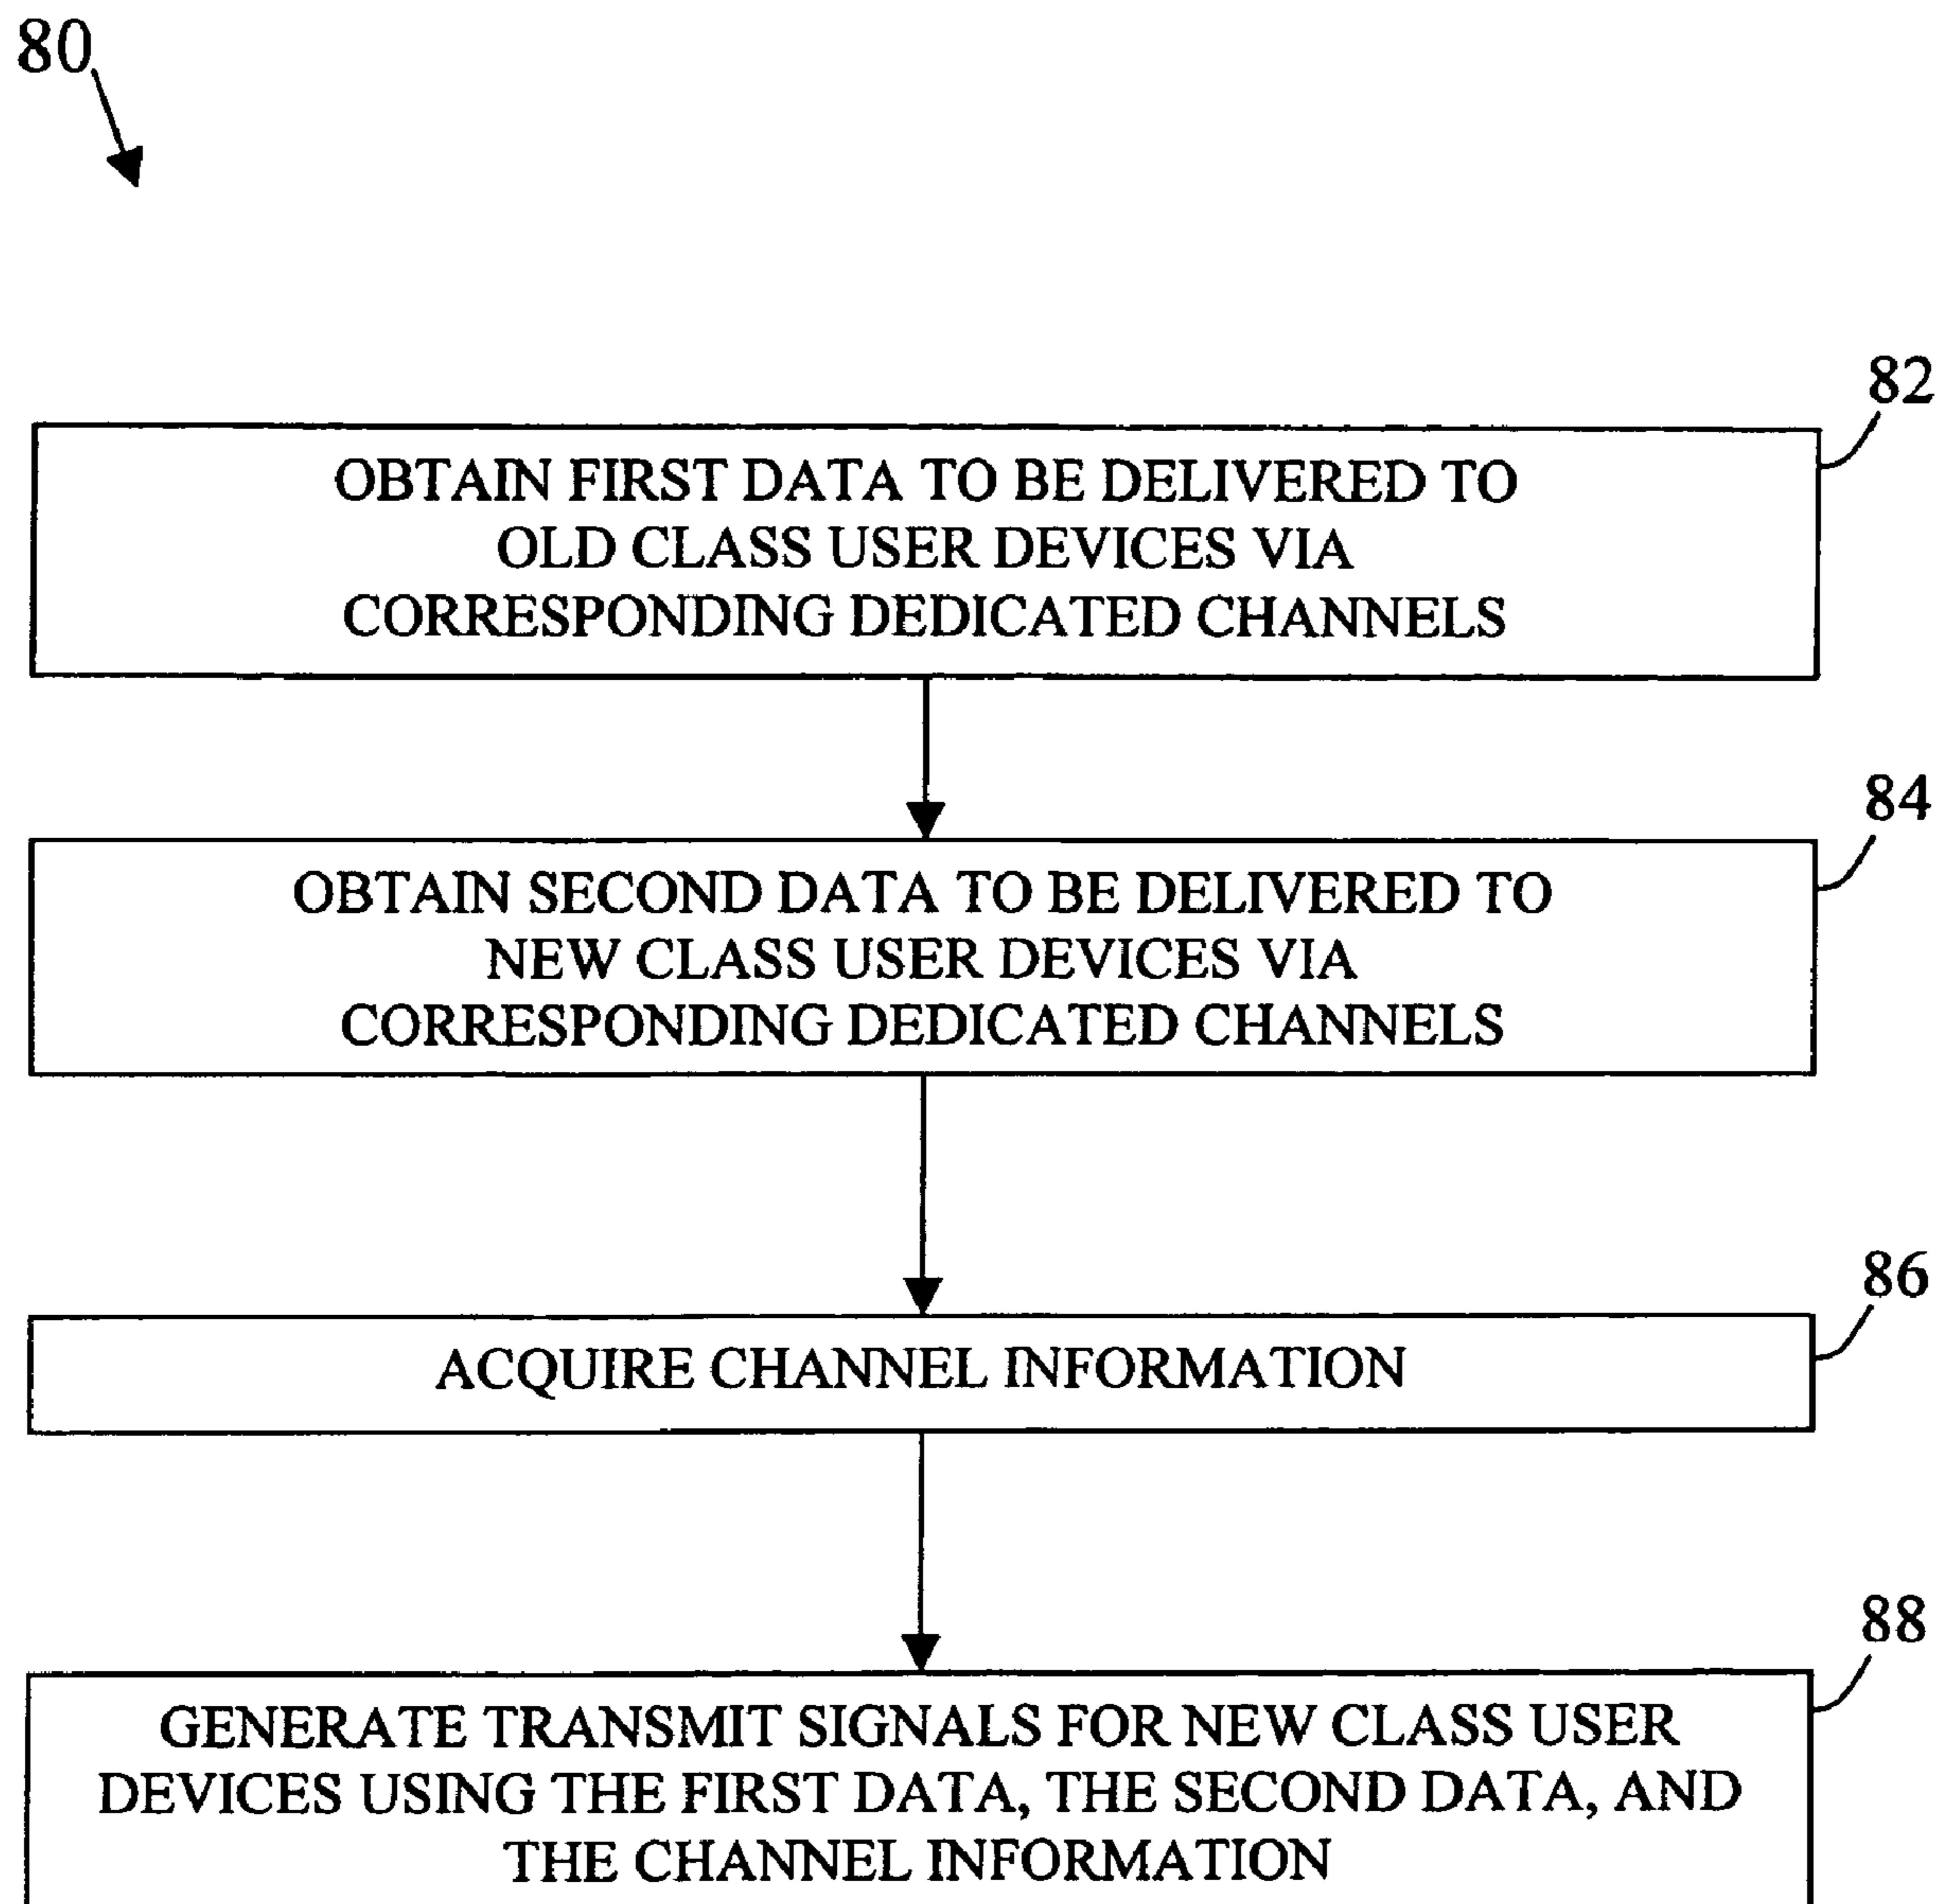 80
82
OBTAIN FIRST DATA TO BE DELIVERED TO
OLD CLASS USER DEVICES VIA
CORRESPONDING DEDICATED CHANNELS
84
OBTAIN SECOND DATA TO BE DELIVERED TO
NEW CLASS USER DEVICES VIA
CORRESPONDING DEDICATED CHANNELS
86
ACQUIRE CHANNEL INFORMATION
88
GENERATE TRANSMIT SIGNALS FOR NEW CLASS USER
DEVICES USING THE FIRST DATA, THE SECOND DATA, AND
THE CHANNEL INFORMATION